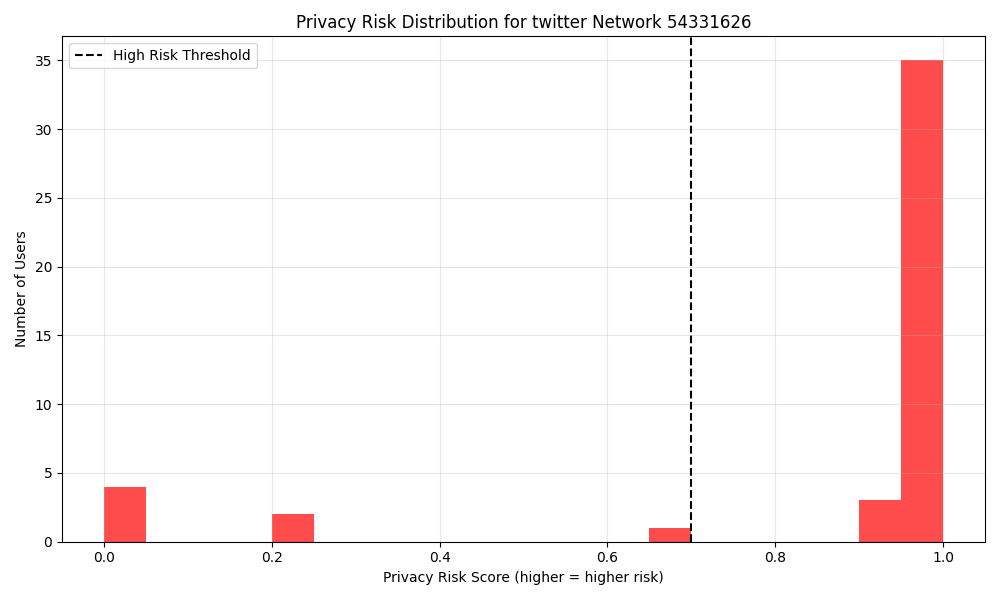 Privacy Risk Distribution for twitter Network 54331626
High Risk Threshold
35
30
25
20
15
10
5
0
Number of Users
0.0 0.2 0.4 0.6 0.8 1.0
Privacy Risk Score (higher = higher risk)